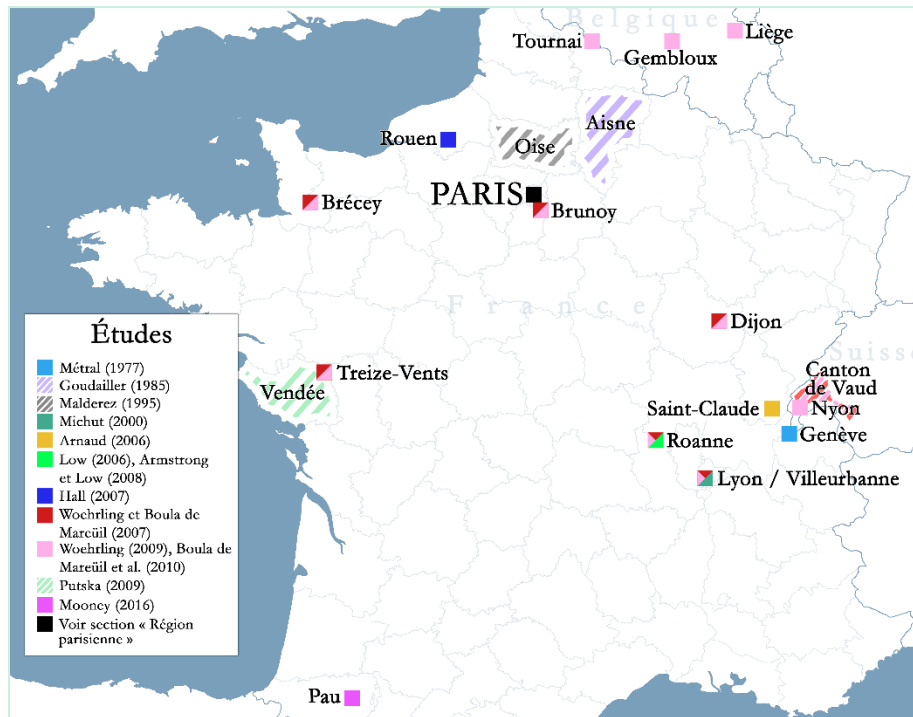 Belgique
Tournai
Gembloux
Liège
Rouen
Oise
Aisne
PARIS
Brécey
Brunoy
France
Dijon
Suisse
Études
Métral (1977)
Goudailler (1985)
Malderez (1995)
Michut (2000)
Arnaud (2006)
Low (2006), Armstrong
et Low (2008)
Hall (2007)
Woehrling et Boula de
Mareüil (2007)
Woehrling (2009), Boula de
Mareüil et al. (2010)
Putska (2009)
Mooney (2016)
Voir section « Région
parisienne »
Treize-Vents
Vendée
Canton
de Vaud
Saint-Claude
Nyon
Genève
Roanne
Lyon / Villeurbanne
Pau